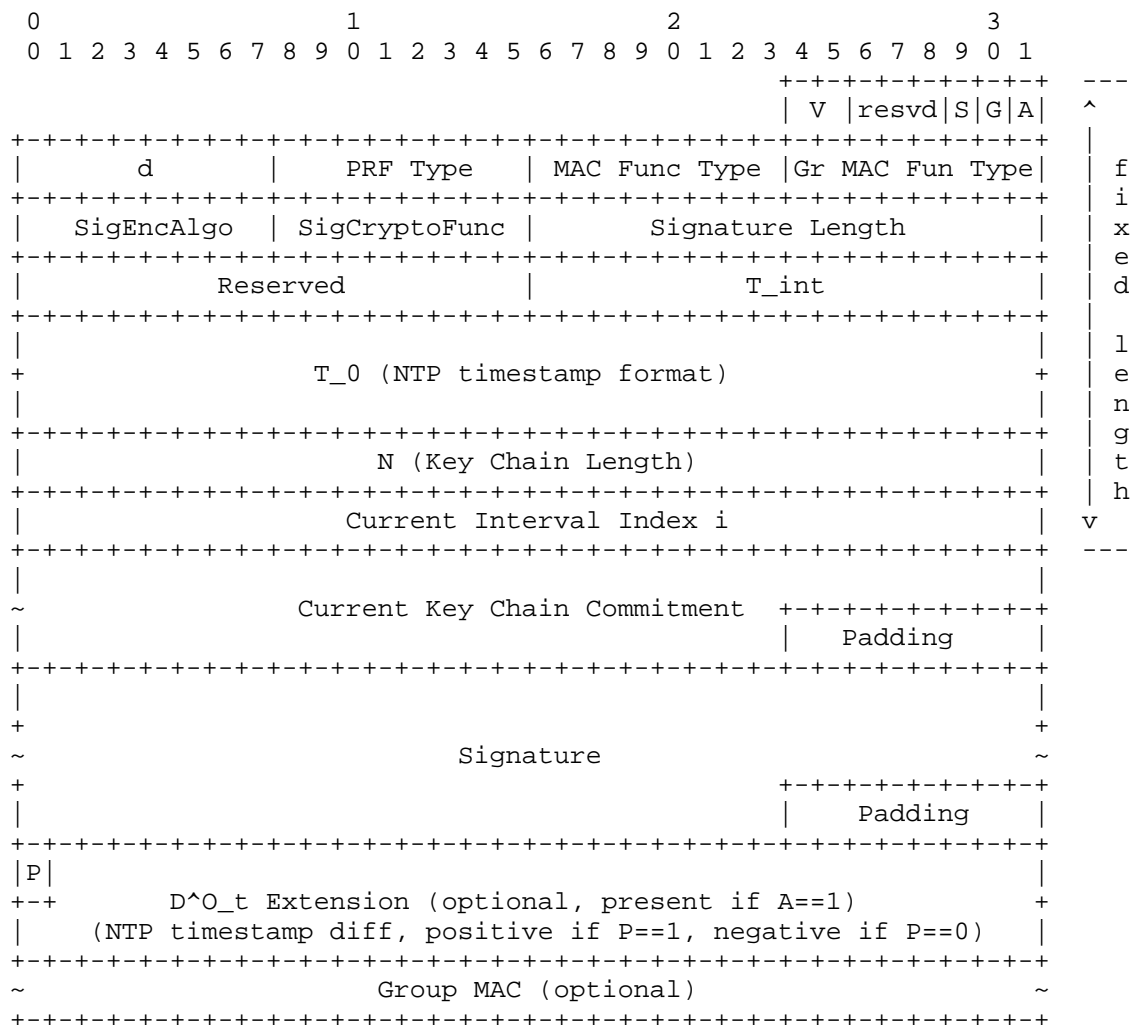 0                   1                   2                   3
 0 1 2 3 4 5 6 7 8 9 0 1 2 3 4 5 6 7 8 9 0 1 2 3 4 5 6 7 8 9 0 1
                                                +-+-+-+-+-+-+-+-+  ---
                                                | V |resvd|S|G|A|  ^
+-+-+-+-+-+-+-+-+-+-+-+-+-+-+-+-+-+-+-+-+-+-+-+-+-+-+-+-+-+-+-+-+  |
|       d       |    PRF Type   | MAC Func Type |Gr MAC Fun Type|  | f
+-+-+-+-+-+-+-+-+-+-+-+-+-+-+-+-+-+-+-+-+-+-+-+-+-+-+-+-+-+-+-+-+  | i
|   SigEncAlgo  | SigCryptoFunc |       Signature Length        |  | x
+-+-+-+-+-+-+-+-+-+-+-+-+-+-+-+-+-+-+-+-+-+-+-+-+-+-+-+-+-+-+-+-+  | e
|            Reserved           |             T_int             |  | d
+-+-+-+-+-+-+-+-+-+-+-+-+-+-+-+-+-+-+-+-+-+-+-+-+-+-+-+-+-+-+-+-+  |
|                                                               |  | l
+                  T_0 (NTP timestamp format)                   +  | e
|                                                               |  | n
+-+-+-+-+-+-+-+-+-+-+-+-+-+-+-+-+-+-+-+-+-+-+-+-+-+-+-+-+-+-+-+-+  | g
|                      N (Key Chain Length)                     |  | t
+-+-+-+-+-+-+-+-+-+-+-+-+-+-+-+-+-+-+-+-+-+-+-+-+-+-+-+-+-+-+-+-+  | h
|                    Current Interval Index i                   |  v
+-+-+-+-+-+-+-+-+-+-+-+-+-+-+-+-+-+-+-+-+-+-+-+-+-+-+-+-+-+-+-+-+  ---
|                                                               |
~                 Current Key Chain Commitment  +-+-+-+-+-+-+-+-+
|                                               |   Padding     |
+-+-+-+-+-+-+-+-+-+-+-+-+-+-+-+-+-+-+-+-+-+-+-+-+-+-+-+-+-+-+-+-+
|                                                               |
+                                                               +
~                           Signature                           ~
+                                               +-+-+-+-+-+-+-+-+
|                                               |    Padding    |
+-+-+-+-+-+-+-+-+-+-+-+-+-+-+-+-+-+-+-+-+-+-+-+-+-+-+-+-+-+-+-+-+
|P|                                                             |
+-+       D^O_t Extension (optional, present if A==1)           +
|    (NTP timestamp diff, positive if P==1, negative if P==0)   |
+-+-+-+-+-+-+-+-+-+-+-+-+-+-+-+-+-+-+-+-+-+-+-+-+-+-+-+-+-+-+-+-+
~                      Group MAC (optional)                     ~
+-+-+-+-+-+-+-+-+-+-+-+-+-+-+-+-+-+-+-+-+-+-+-+-+-+-+-+-+-+-+-+-+